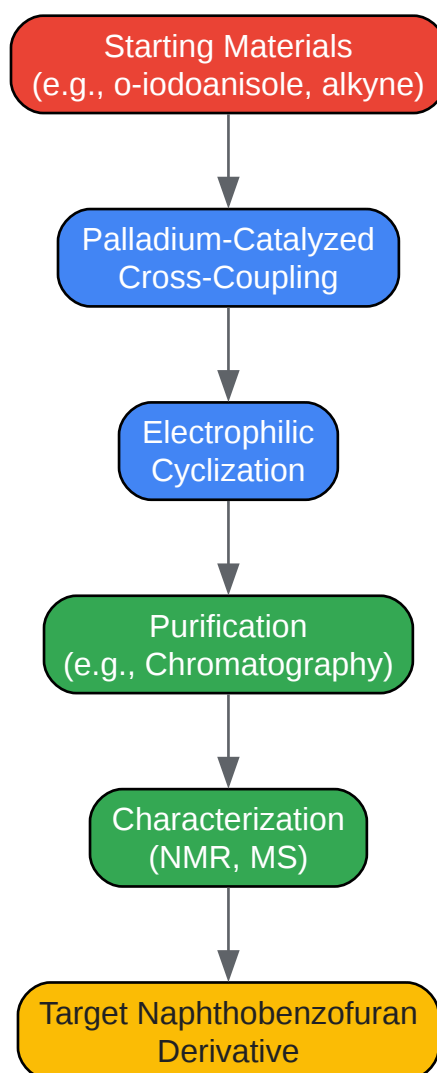 Starting Materials
(e.g., o-iodoanisole, alkyne)
Palladium-Catalyzed
Cross-Coupling
Electrophilic
Cyclization
Purification
(e.g., Chromatography)
Characterization
(NMR, MS)
Target Naphthobenzofuran
Derivative